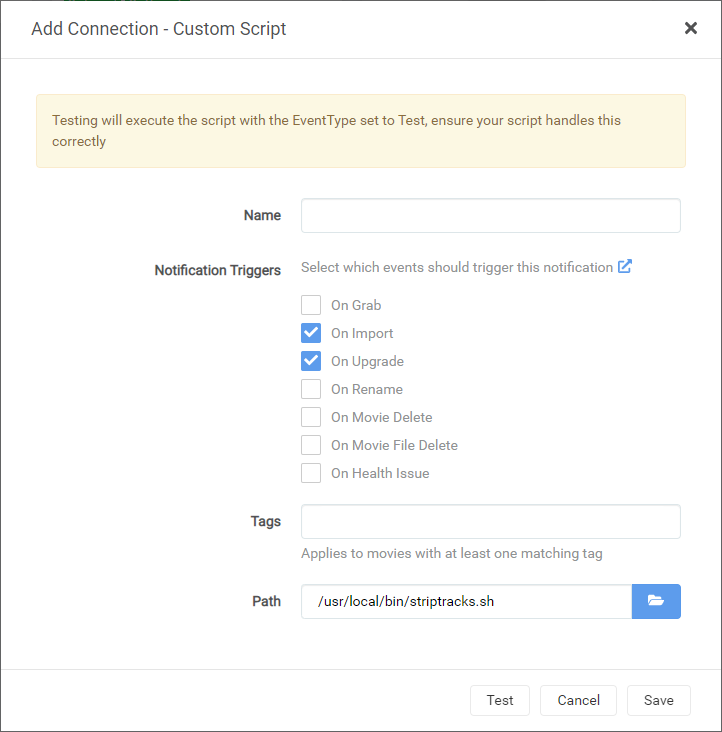 Add Connection - Custom Script
Testing will execute the script with the EventType set to Test, ensure your script handles this
correctly
Name
Notification Triggers
Select which events should trigger this notification
On Grab
On Import
On Upgrade
On Rename
On Movie Delete
On Movie File Delete
On Health Issue
Tags
Applies to movies with at least one matching tag
Path
/usr/local/bin/striptracks.sh
Test
Cancel
Save